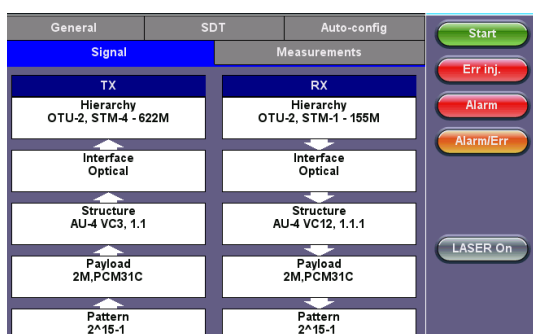 General SDT Auto-config
Signal Measurements
TX
Hierarchy
OTU-2, STM-4 - 622M
Interface
Optical
Structure
AU-4 VC3, 1.1
Payload
2M,PCM31C
Pattern
2^15-1
RX
Hierarchy
OTU-2, STM-1 - 155M
Interface
Optical
Structure
AU-4 VC12, 1.1.1
Payload
2M,PCM31C
Pattern
2^15-1
Start
Err inj.
Alarm
Alarm/Err
LASER On